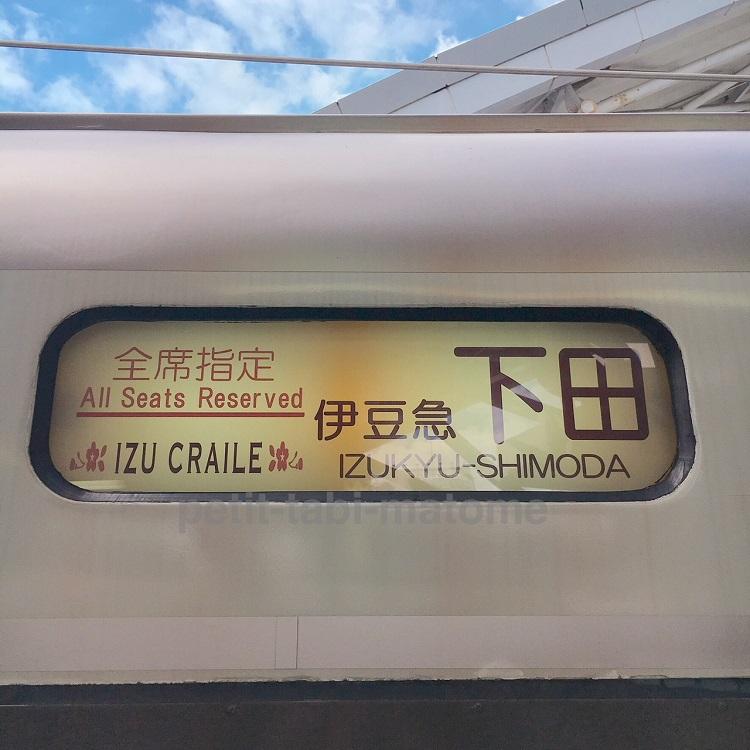 全席指定
All Seats Reserved
IZU CRAILE
伊豆急下田
IZUKYU-SHIMODA
petit-tabi-matome